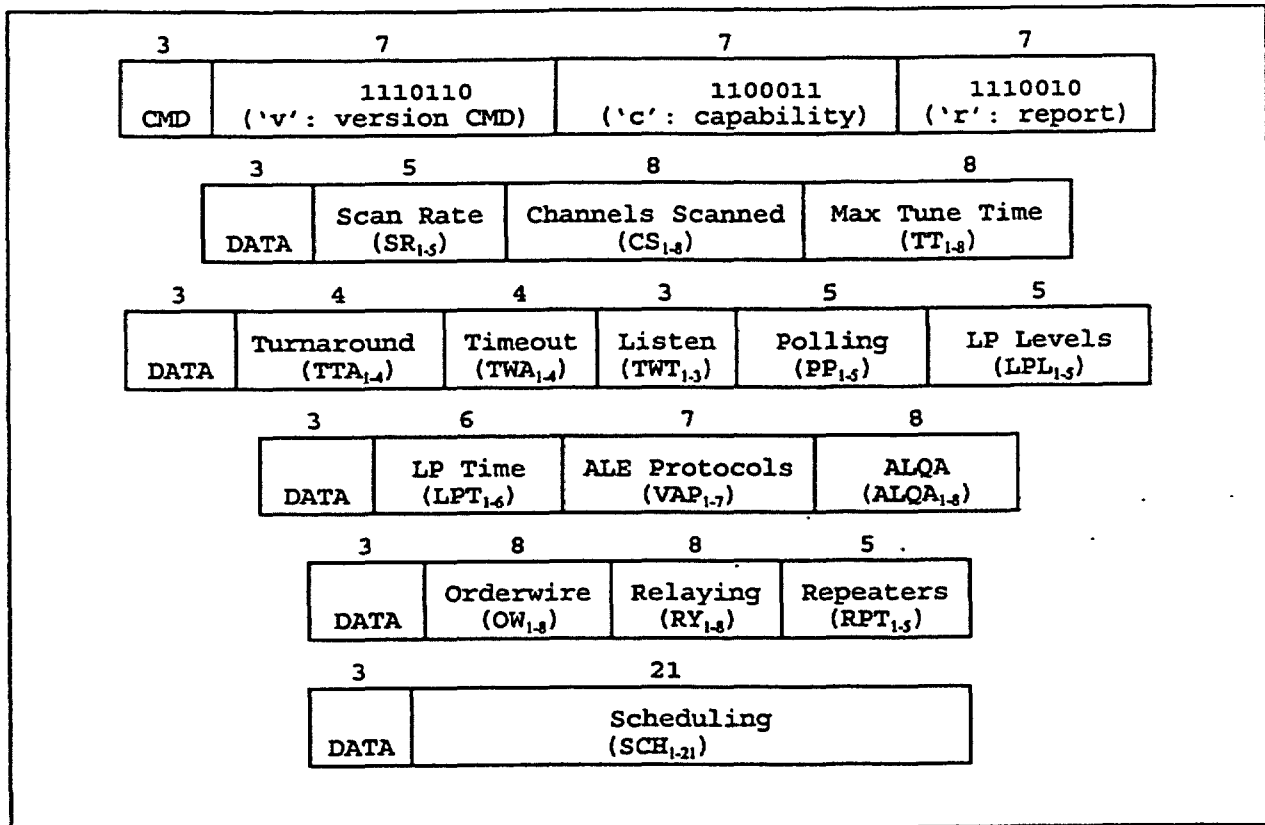 3 7 7 7
CMD 1110110 1100011 1110010
('v': version CMD) ('c': capability) ('r': report)
3 5 8 8
DATA Scan Rate Channels Scanned Max Tune Time
(SR1-5) (CS1-8) (TT1-8)
3 4 4 3 5 5
DATA Turnaround Timeout Listen Polling LP Levels
(TTA1-4) (TWA1-4) (TWT1-3) (PP1-5) (LPL1-5)
3 6 7 8
DATA LP Time ALE Protocols ALQA
(LPT1-6) (VAP1-7) (ALQA1-8)
3 8 8 5
DATA Orderwire Relaying Repeaters
(OW1-8) (RY1-8) (RPT1-5)
3 21
DATA Scheduling
(SCH1-21)